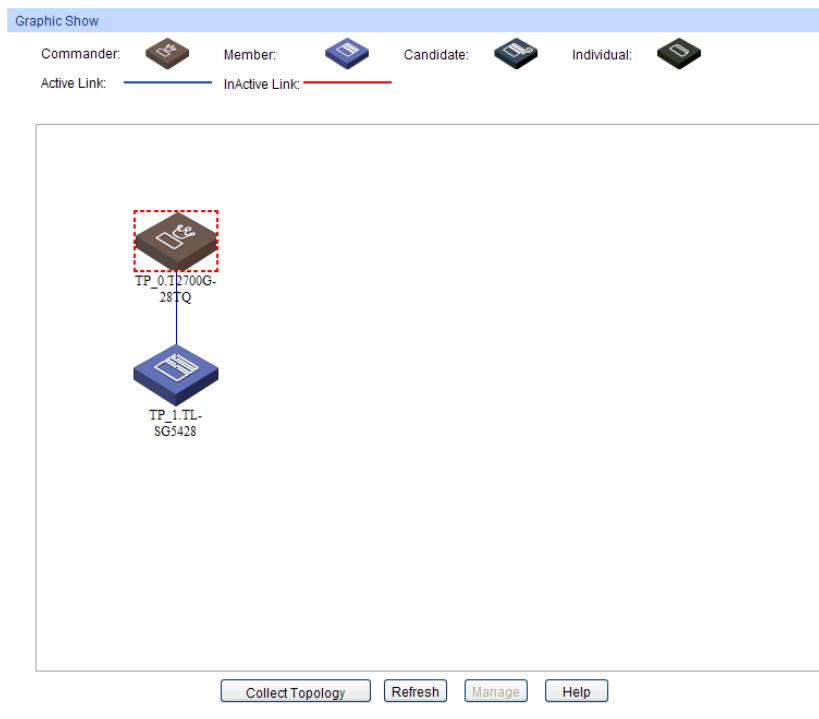 Graphic Show
Commander: Member: Candidate: Individual:
Active Link: InActive Link:
TP_0.T2700G-
28TQ
TP_1.TL-
SG5428
Collect Topology Refresh Manage Help